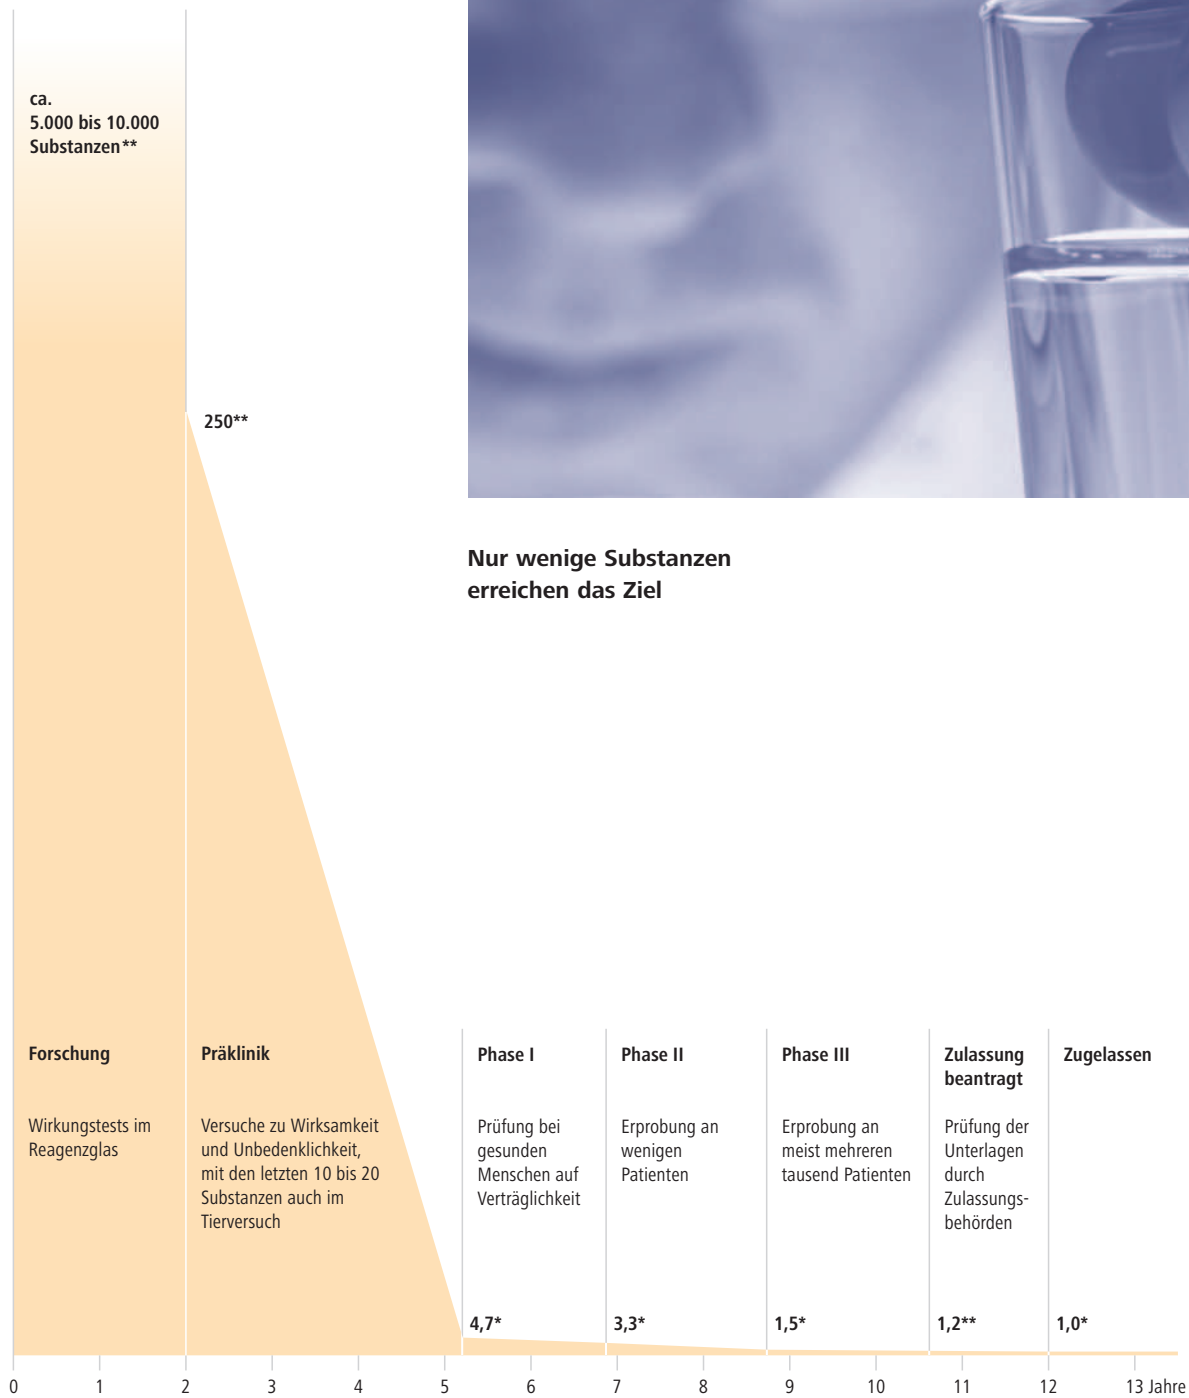 ca.
5.000 bis 10.000
Substanzen**
250**
Nur wenige Substanzen
erreichen das Ziel
Forschung
Wirkungstests im
Reagenzglas
Präklinik
Versuche zu Wirksamkeit
und Unbedenklichkeit,
mit den letzten 10 bis 20
Substanzen auch im
Tierversuch
Phase I
Prüfung bei
gesunden
Menschen auf
Verträglichkeit
4,7*
Phase II
Erprobung an
wenigen
Patienten
3,3*
Phase III
Erprobung an
meist mehreren
tausend Patienten
1,5*
Zulassung
beantragt
Prüfung der
Unterlagen
durch
Zulassungs-
behörden
1,2**
Zugelassen
1,0*
0 1 2 3 4 5 6 7 8 9 10 11 12 13 Jahre